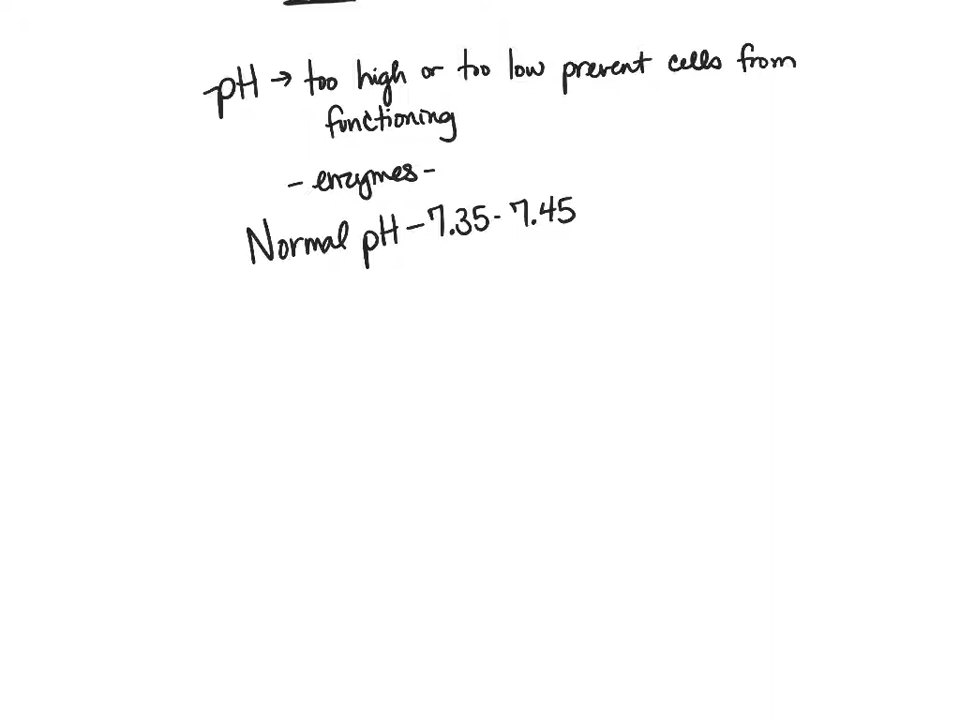 pH → too high or too low prevent cells from
functioning
- enzymes -
Normal pH - 7.35 - 7.45